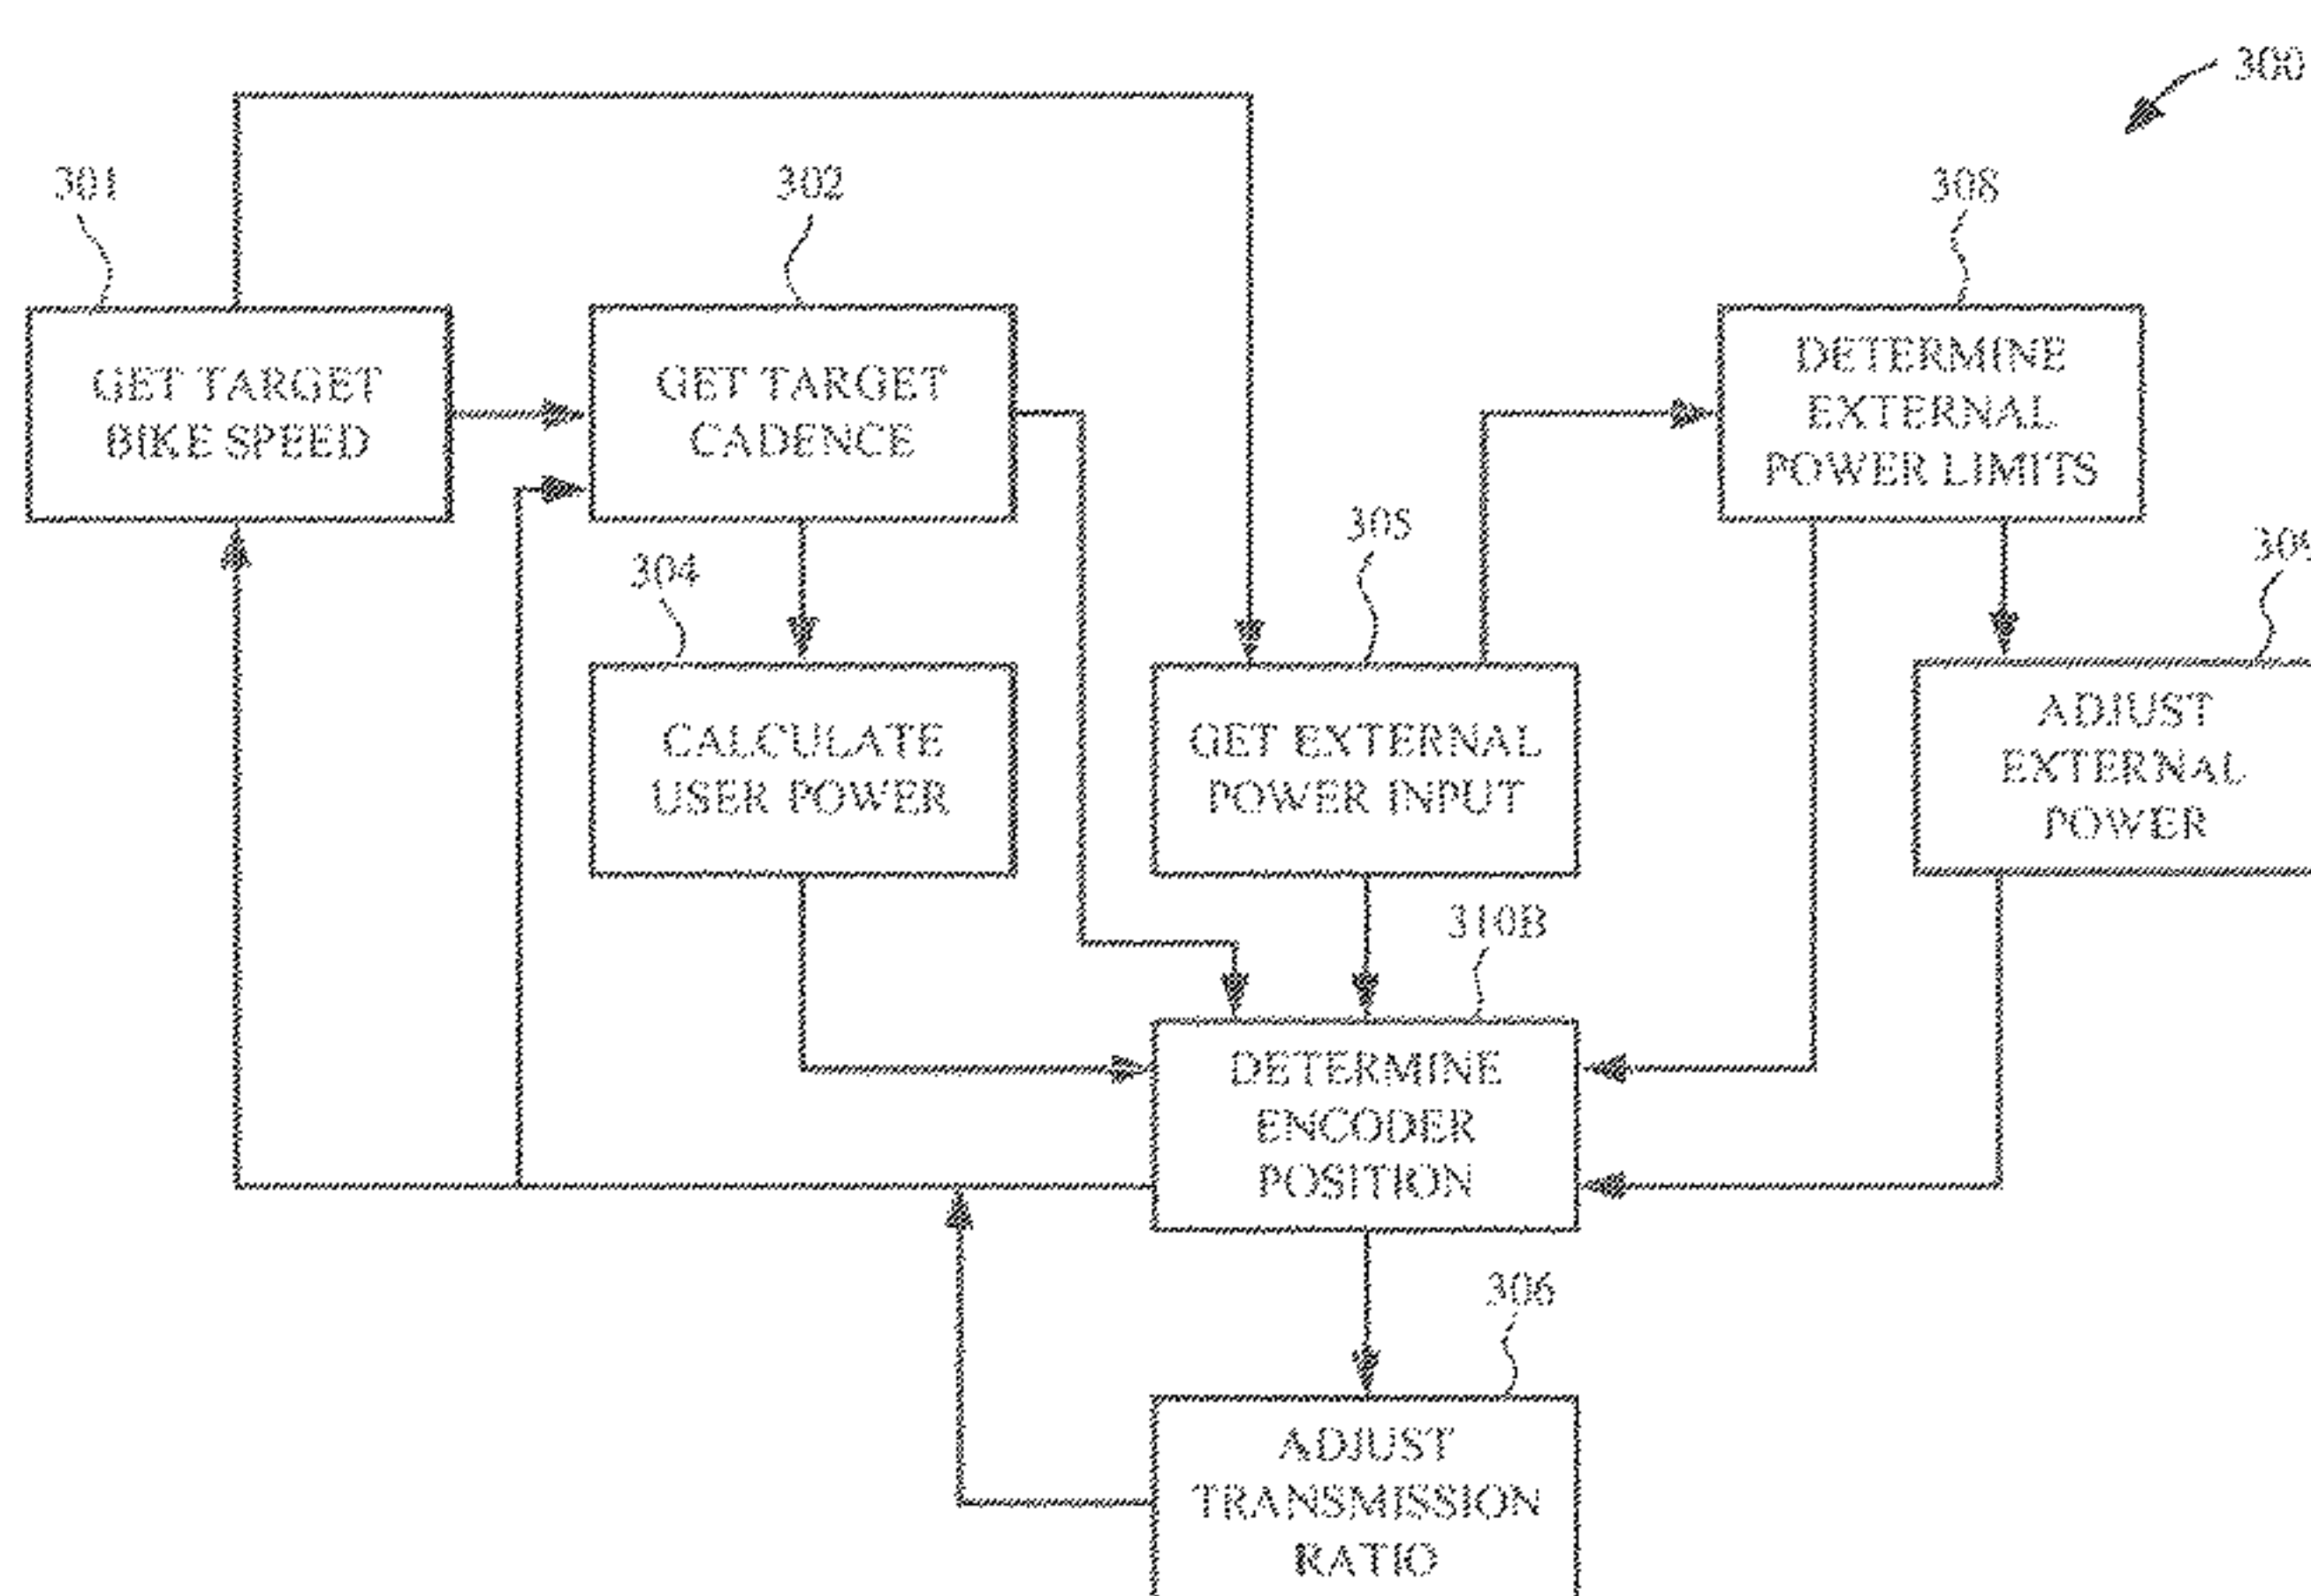 300
301
302
308
GET TARGET
BIKE SPEED
GET TARGET
CADENCE
DETERMINE
EXTERNAL
POWER LIMITS
304
305
CALCULATE
USER POWER
GET EXTERNAL
POWER INPUT
ADJUST
EXTERNAL
POWER
310B
DETERMINE
ENCODER
POSITION
306
ADJUST
TRANSMISSION
RATIO